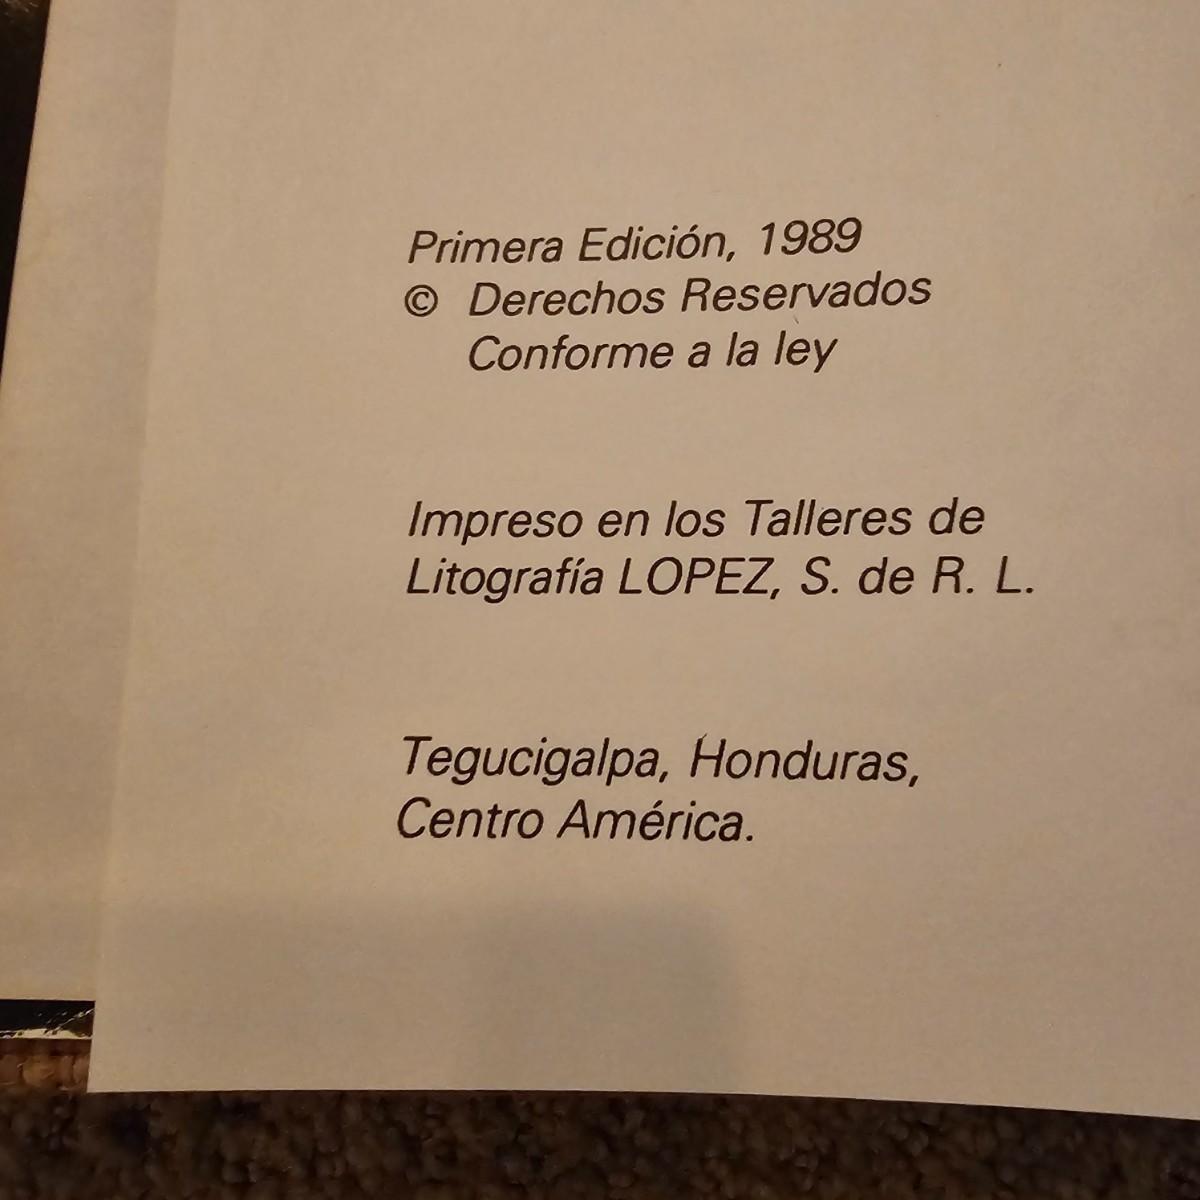 Primera Edición, 1989
© Derechos Reservados
Conforme a la ley
Impreso en los Talleres de
Litografía LOPEZ, S. de R. L.
Tegucigalpa, Honduras,
Centro América.